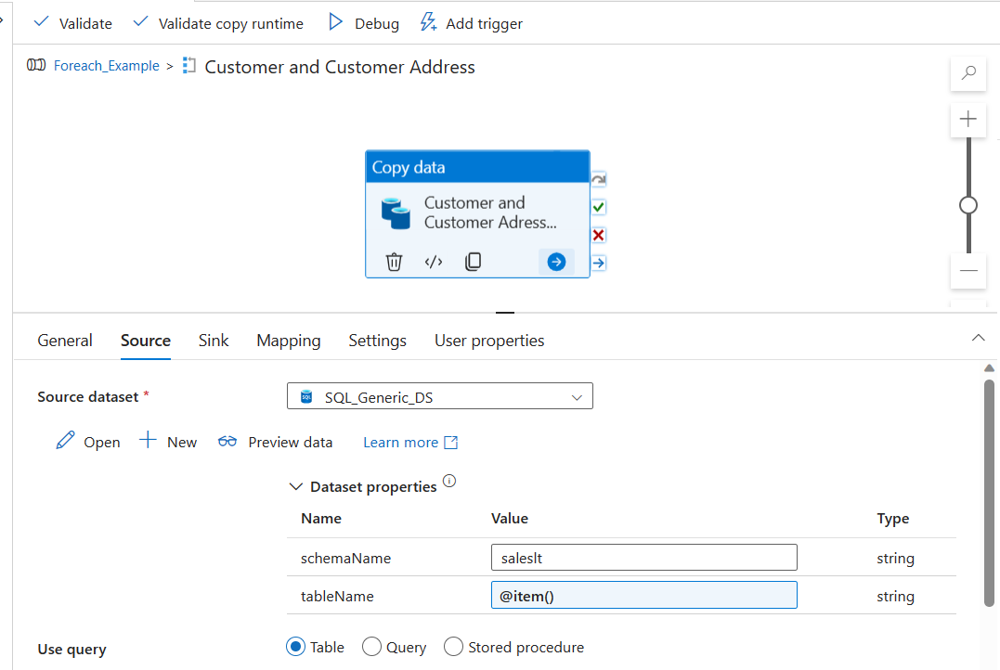 Validate Validate copy runtime Debug Add trigger
Foreach_Example > Customer and Customer Address
Copy data
Customer and
Customer Adress...
General Source Sink Mapping Settings User properties
Source dataset *
SQL_Generic_DS
Open New Preview data Learn more
Dataset properties
Name Value Type
schemaName saleslt string
tableName @item() string
Use query Table Query Stored procedure